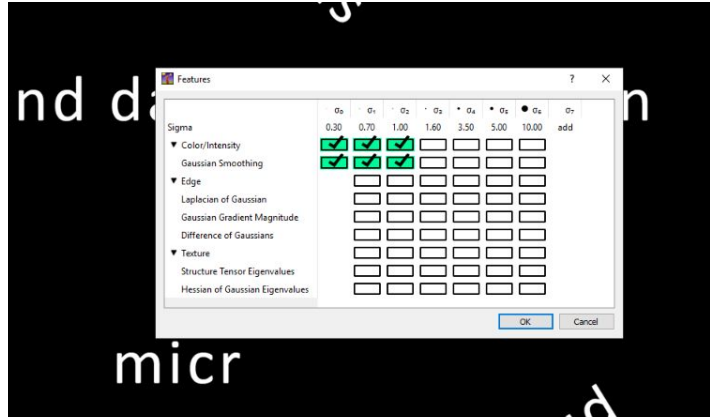 nd d
n
Features
? ×
σ₀ σ₁ σ₂ σ₃ σ₄ σ₅ σ₆ σ₇
Sigma 0.30 0.70 1.00 1.60 3.50 5.00 10.00 add
Color/Intensity
Gaussian Smoothing
Edge
Laplacian of Gaussian
Gaussian Gradient Magnitude
Difference of Gaussians
Texture
Structure Tensor Eigenvalues
Hessian of Gaussian Eigenvalues
OK Cancel
micr
d